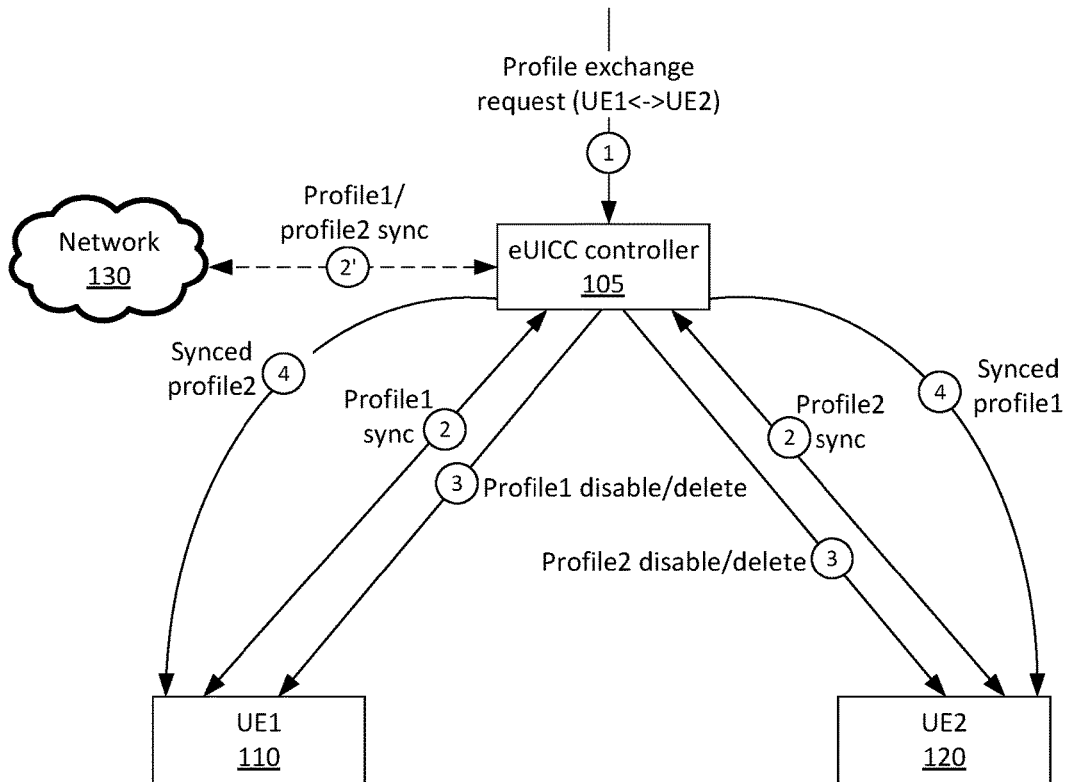 Profile exchange
request (UE1<->UE2)
1
Profile1/
profile2 sync
2'
Network
130
eUICC controller
105
Synced
profile2
4
Profile1
sync
2
3
Profile1 disable/delete
Profile2
sync
2
4
Synced
profile1
Profile2 disable/delete
3
UE1
110
UE2
120